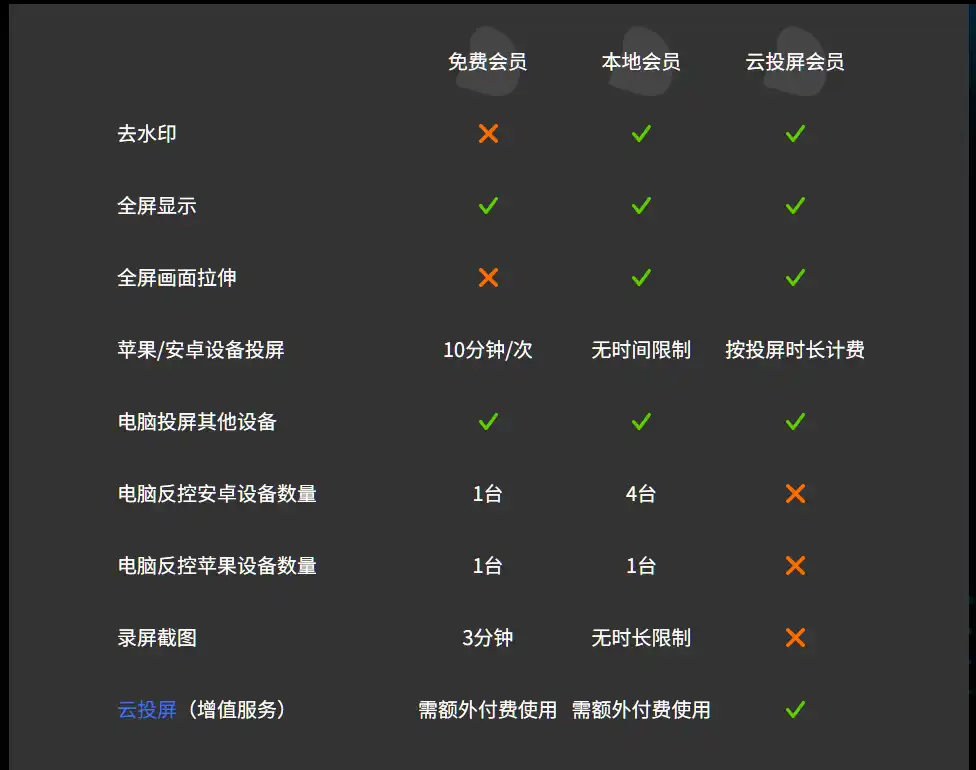 免费会员 本地会员 云投屏会员
去水印
全屏显示
全屏画面拉伸
苹果/安卓设备投屏 10分钟/次 无时间限制 按投屏时长计费
电脑投屏其他设备
电脑反控安卓设备数量 1台 4台
电脑反控苹果设备数量 1台 1台
录屏截图 3分钟 无时长限制
云投屏（增值服务） 需额外付费使用 需额外付费使用